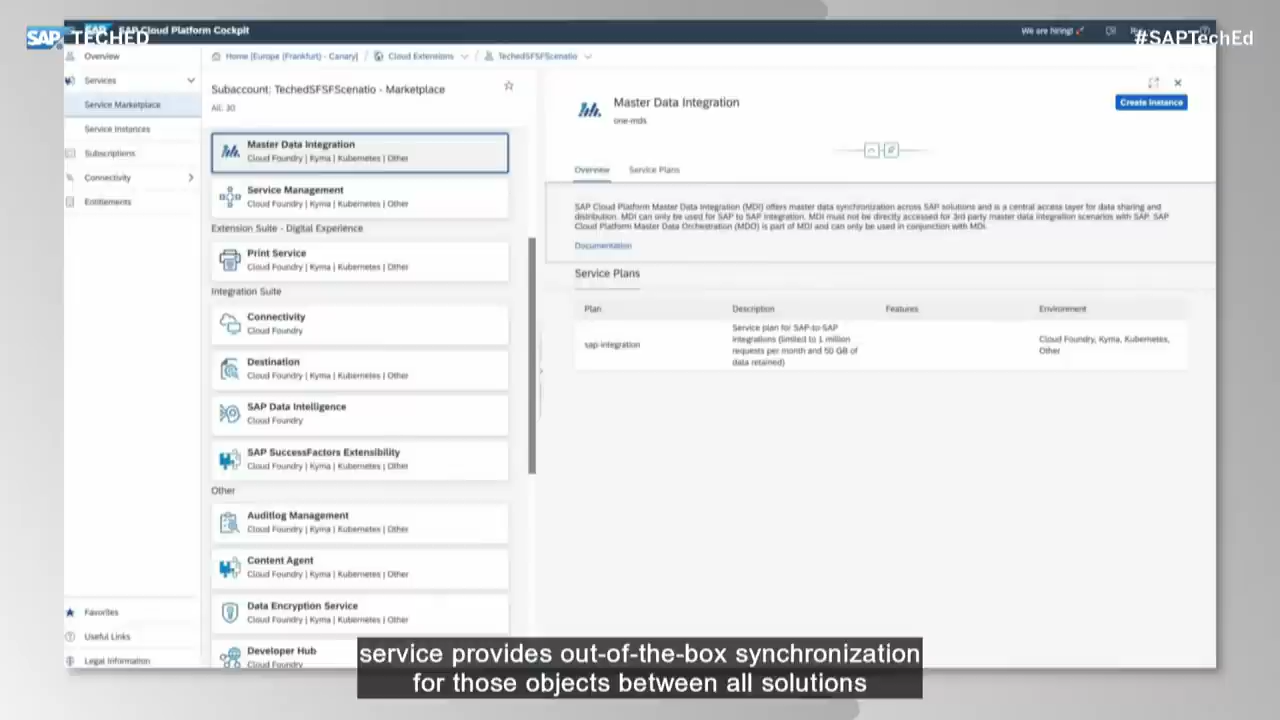 SAP TECHED
SAP Cloud Platform Cockpit
We are hiring!
#SAPTechEd
Overview
Services
Service Marketplace
Service Instances
Subscriptions
Connectivity
Entitlements
Favorites
Useful Links
Legal Information
Home [Europe (Frankfurt) - Canary] / Cloud Extensions / TechedSFSFScenatio
Subaccount: TechedSFSFScenatio - Marketplace
All: 30
Master Data Integration
Cloud Foundry | Kyma | Kubernetes | Other
Service Management
Cloud Foundry | Kyma | Kubernetes | Other
Extension Suite - Digital Experience
Print Service
Cloud Foundry | Kyma | Kubernetes | Other
Integration Suite
Connectivity
Cloud Foundry
Destination
Cloud Foundry | Kyma | Kubernetes | Other
SAP Data Intelligence
Cloud Foundry
SAP SuccessFactors Extensibility
Cloud Foundry | Kyma | Kubernetes | Other
Other
Auditlog Management
Cloud Foundry | Kyma | Kubernetes | Other
Content Agent
Cloud Foundry | Kyma | Kubernetes | Other
Data Encryption Service
Cloud Foundry | Kyma | Kubernetes | Other
Developer Hub
Cloud Foundry
Master Data Integration
one-mds
Create Instance
Overview Service Plans
SAP Cloud Platform Master Data Integration (MDI) offers master data synchronization across SAP solutions and is a central access layer for data sharing and
distribution. MDI can only be used for SAP to SAP integration. MDI must not be directly accessed for 3rd party master data integration scenarios with SAP. SAP
Cloud Platform Master Data Orchestration (MDO) is part of MDI and can only be used in conjunction with MDI.
Documentation
Service Plans
Plan Description Features Environment
sap-integration
Service plan for SAP-to-SAP
integrations (limited to 1 million
requests per month and 50 GB of
data retained)
Cloud Foundry, Kyma, Kubernetes,
Other
service provides out-of-the-box synchronization
for those objects between all solutions